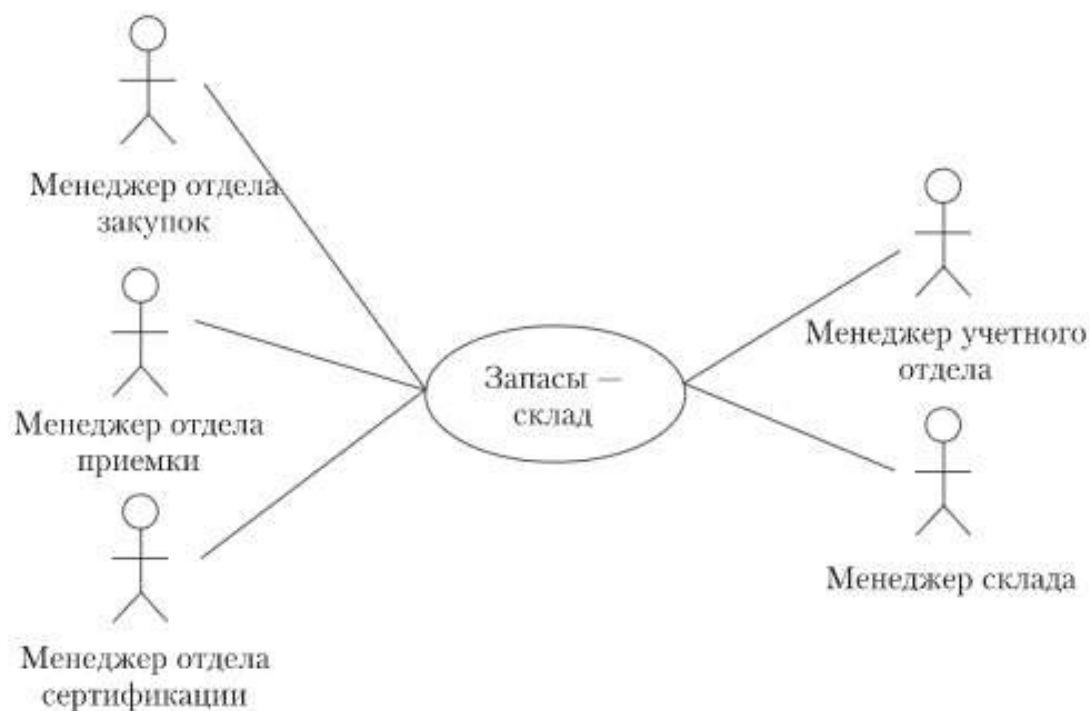 Менеджер отдела
закупок
Менеджер отдела
приемки
Менеджер отдела
сертификации
Запасы —
склад
Менеджер учетного
отдела
Менеджер склада